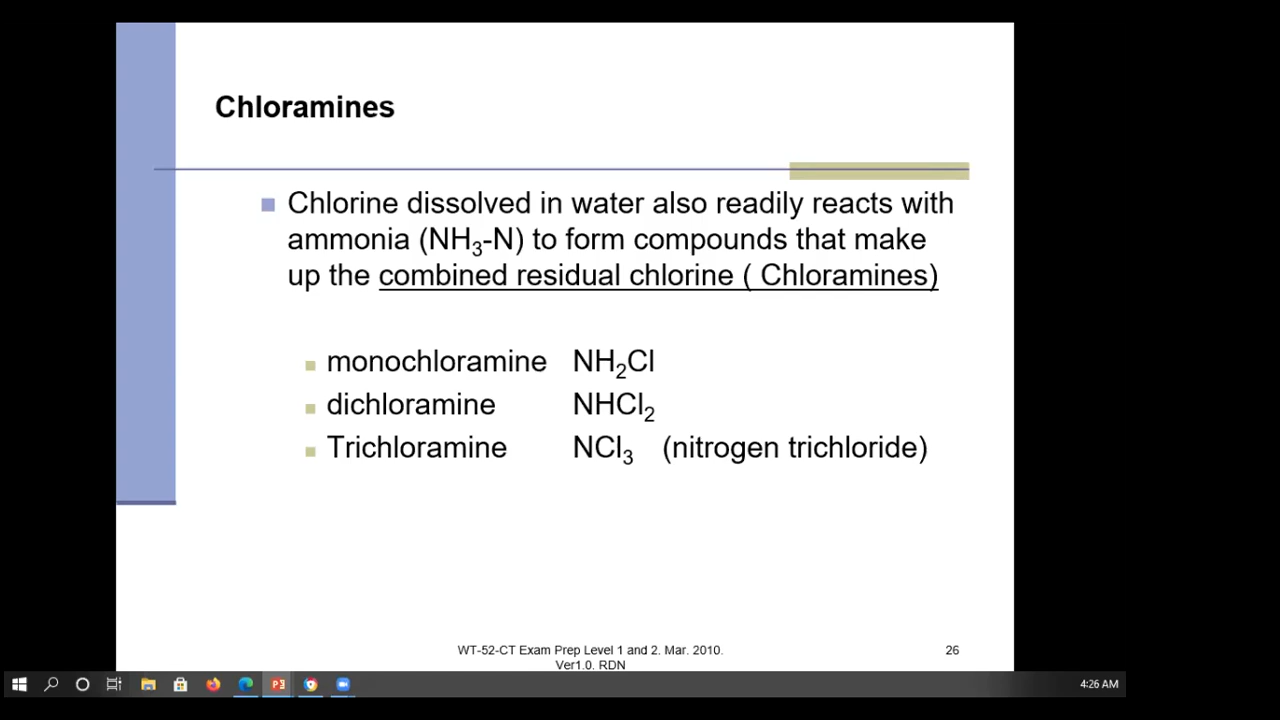 Chloramines
Chlorine dissolved in water also readily reacts with
ammonia (NH₃-N) to form compounds that make
up the combined residual chlorine ( Chloramines)
monochloramine NH₂Cl
dichloramine NHCl₂
Trichloramine NCl₃ (nitrogen trichloride)
WT-52-CT Exam Prep Level 1 and 2. Mar. 2010.
Ver1.0. RDN
26
4:26 AM